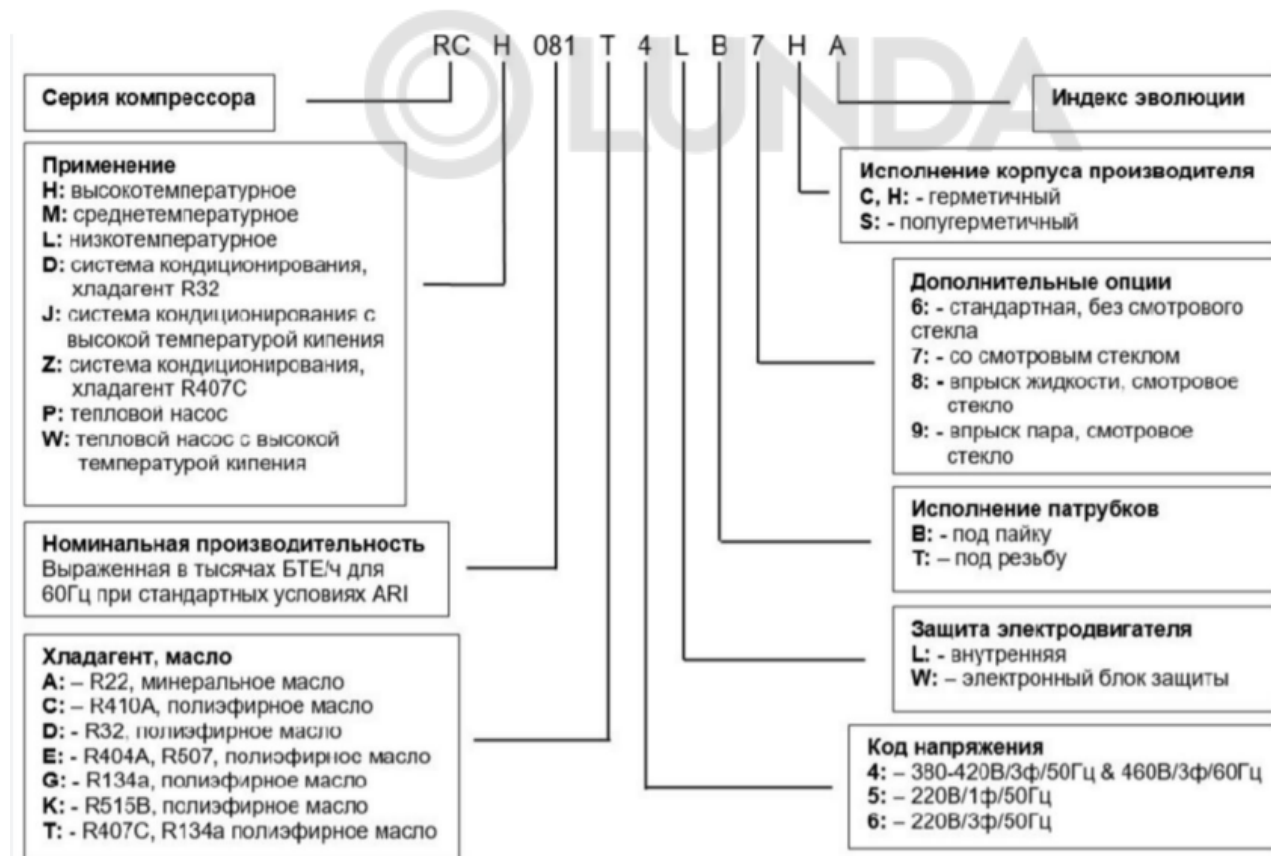 LUNDA
RC H 081 T 4 L B 7 H A
Серия компрессора
Применение
H: высокотемпературное
M: среднетемпературное
L: низкотемпературное
D: система кондиционирования,
хладагент R32
J: система кондиционирования с
высокой температурой кипения
Z: система кондиционирования,
хладагент R407C
P: тепловой насос
W: тепловой насос с высокой
температурой кипения
Номинальная производительность
Выраженная в тысячах БТЕ/ч для
60Гц при стандартных условиях ARI
Хладагент, масло
A: – R22, минеральное масло
C: – R410A, полиэфирное масло
D: - R32, полиэфирное масло
E: - R404A, R507, полиэфирное масло
G: - R134a, полиэфирное масло
K: - R515B, полиэфирное масло
T: - R407C, R134a полиэфирное масло
Индекс эволюции
Исполнение корпуса производителя
C, H: - герметичный
S: - полугерметичный
Дополнительные опции
6: - стандартная, без смотрового
стекла
7: - со смотровым стеклом
8: - впрыск жидкости, смотровое
стекло
9: - впрыск пара, смотровое
стекло
Исполнение патрубков
B: - под пайку
T: – под резьбу
Защита электродвигателя
L: - внутренняя
W: – электронный блок защиты
Код напряжения
4: – 380-420В/3ф/50Гц & 460В/3ф/60Гц
5: – 220В/1ф/50Гц
6: – 220В/3ф/50Гц